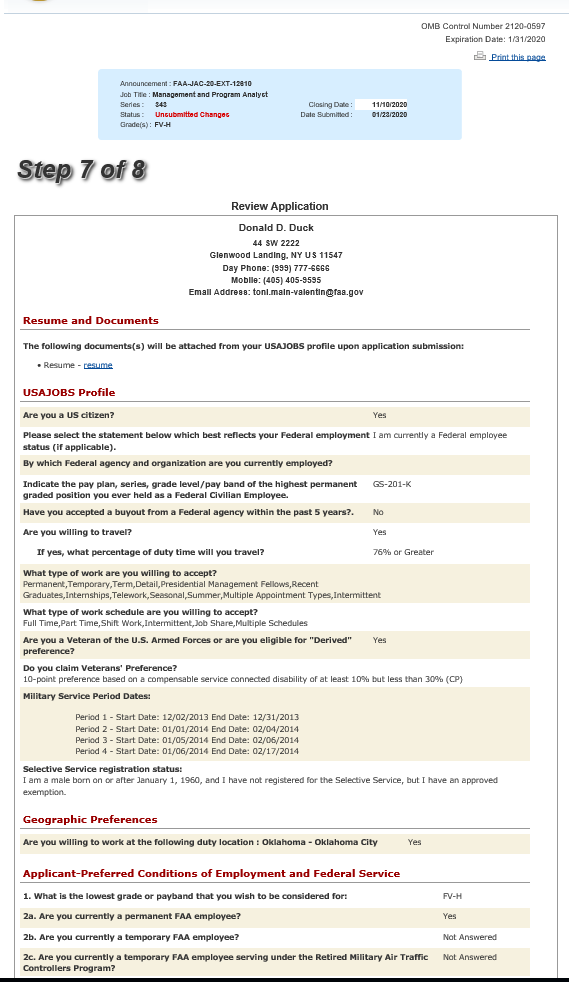 OMB Control Number 2120-0597
Expiration Date: 1/31/2020
Print this page
Announcement : FAA-JAC-20-EXT-12610
Job Title : Management and Program Analyst
Series : 343 Closing Date : 11/10/2020
Status : Unsubmitted Changes Date Submitted : 01/23/2020
Grade(s) : FV-H
Step 7 of 8
Review Application
Donald D. Duck
44 SW 2222
Glenwood Landing, NY US 11547
Day Phone: (999) 777-6666
Mobile: (405) 405-9595
Email Address: toni.main-valentin@faa.gov
Resume and Documents
The following documents(s) will be attached from your USAJOBS profile upon application submission:
• Resume - resume
USAJOBS Profile
Are you a US citizen? Yes
Please select the statement below which best reflects your Federal employment I am currently a Federal employee
status (if applicable).
By which Federal agency and organization are you currently employed?
Indicate the pay plan, series, grade level/pay band of the highest permanent GS-201-K
graded position you ever held as a Federal Civilian Employee.
Have you accepted a buyout from a Federal agency within the past 5 years?. No
Are you willing to travel? Yes
If yes, what percentage of duty time will you travel? 76% or Greater
What type of work are you willing to accept?
Permanent,Temporary,Term,Detail,Presidential Management Fellows,Recent
Graduates,Internships,Telework,Seasonal,Summer,Multiple Appointment Types,Intermittent
What type of work schedule are you willing to accept?
Full Time,Part Time,Shift Work,Intermittent,Job Share,Multiple Schedules
Are you a Veteran of the U.S. Armed Forces or are you eligible for "Derived" Yes
preference?
Do you claim Veterans' Preference?
10-point preference based on a compensable service connected disability of at least 10% but less than 30% (CP)
Military Service Period Dates:
Period 1 - Start Date: 12/02/2013 End Date: 12/31/2013
Period 2 - Start Date: 01/01/2014 End Date: 02/04/2014
Period 3 - Start Date: 01/05/2014 End Date: 02/06/2014
Period 4 - Start Date: 01/06/2014 End Date: 02/17/2014
Selective Service registration status:
I am a male born on or after January 1, 1960, and I have not registered for the Selective Service, but I have an approved
exemption.
Geographic Preferences
Are you willing to work at the following duty location : Oklahoma - Oklahoma City Yes
Applicant-Preferred Conditions of Employment and Federal Service
1. What is the lowest grade or payband that you wish to be considered for: FV-H
2a. Are you currently a permanent FAA employee? Yes
2b. Are you currently a temporary FAA employee? Not Answered
2c. Are you currently a temporary FAA employee serving under the Retired Military Air Traffic Not Answered
Controllers Program?